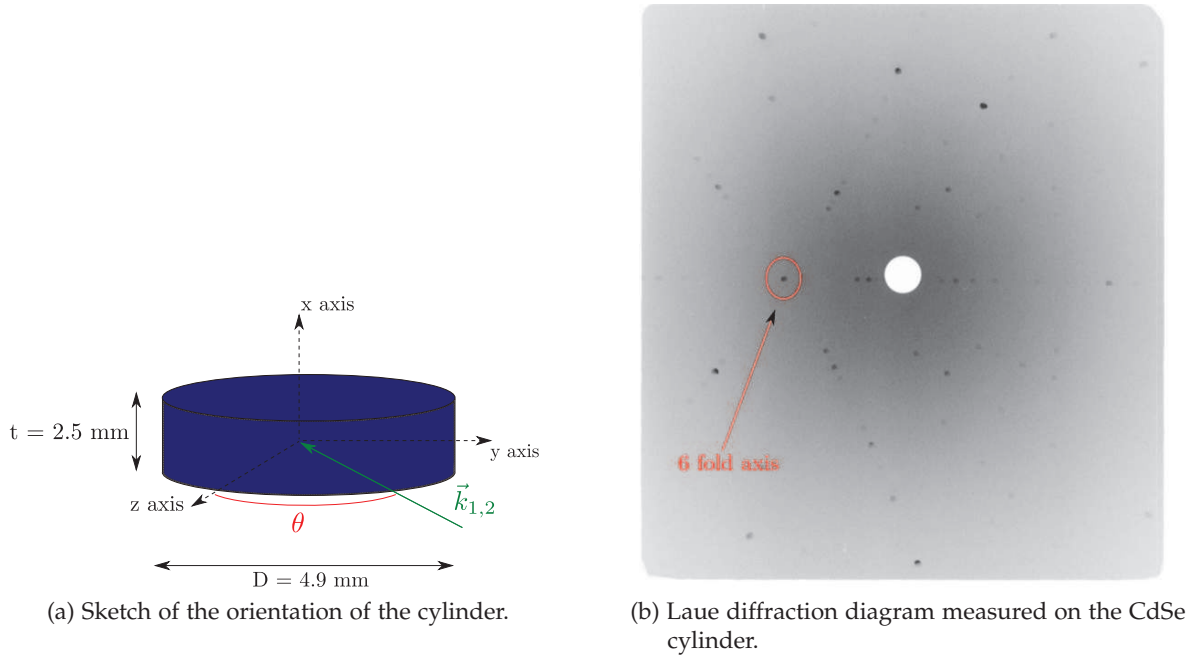 x axis
t = 2.5 mm
y axis
z axis
θ
$\vec{k}_{1,2}$
D = 4.9 mm
(a) Sketch of the orientation of the cylinder.
6 fold axis
(b) Laue diffraction diagram measured on the CdSe
cylinder.